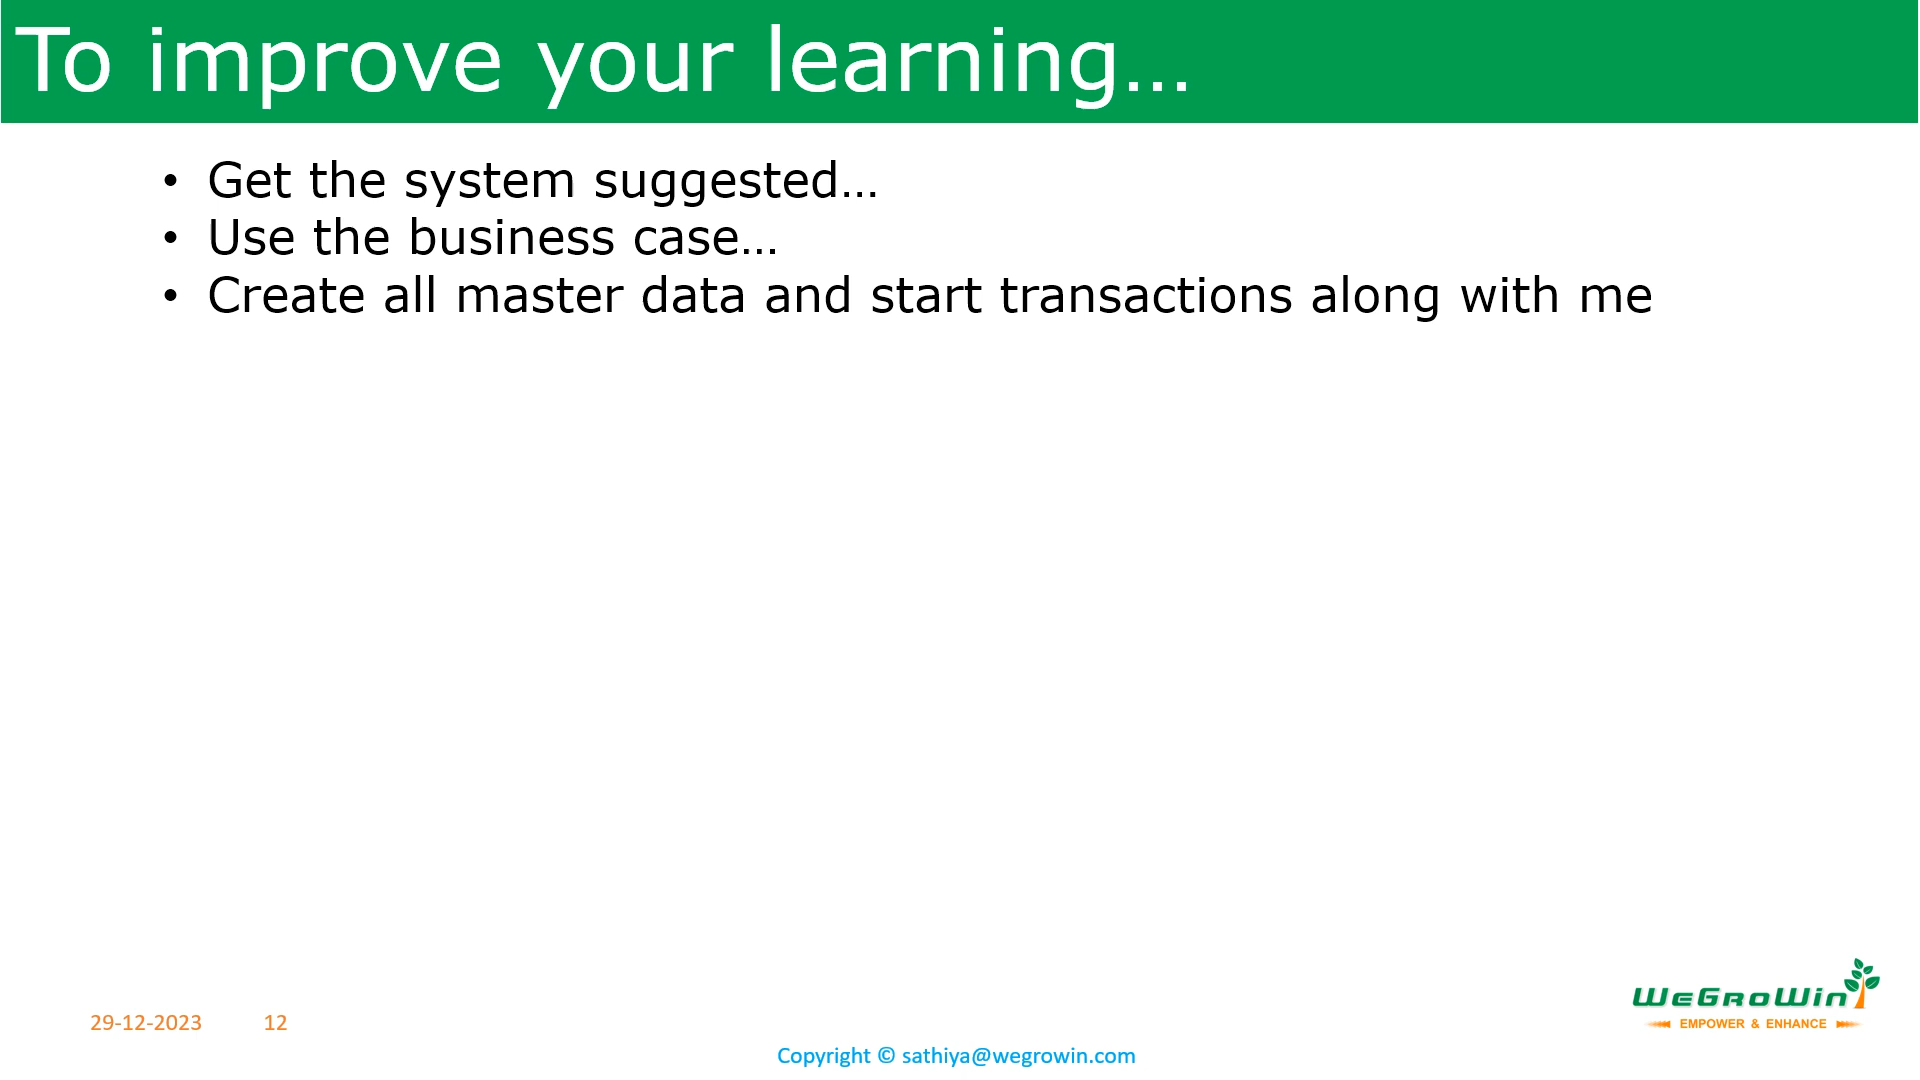 To improve your learning...
• Get the system suggested...
• Use the business case...
• Create all master data and start transactions along with me
WeGroWin
EMPOWER & ENHANCE
29-12-2023 12
Copyright © sathiya@wegrowin.com